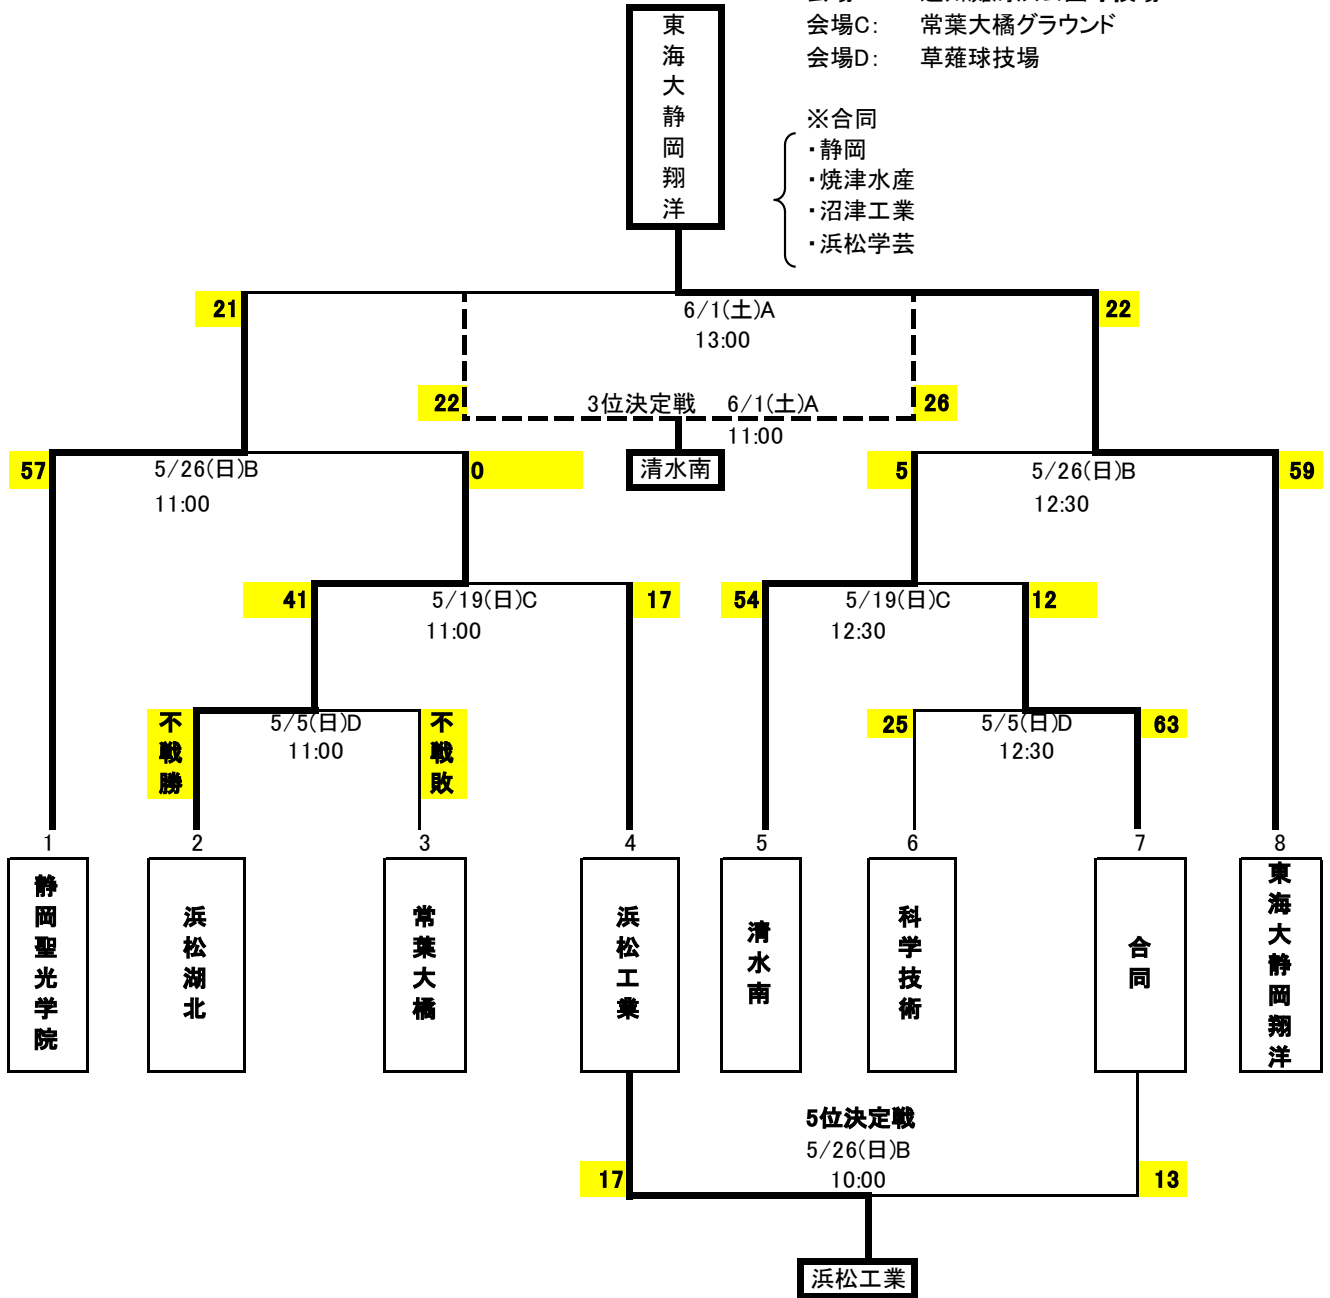 東海大静岡翔洋
会場C: 常葉大橘グラウンド
会場D: 草薙球技場
※合同
・静岡
・焼津水産
・沼津工業
・浜松学芸
21
6/1(土)A
22
13:00
22
3位決定戦 6/1(土)A
26
11:00
清水南
57
5/26(日)B
0
5
5/26(日)B
59
11:00
12:30
41
5/19(日)C
17
54
5/19(日)C
12
11:00
12:30
不戦勝
5/5(日)D
不戦敗
25
5/5(日)D
63
11:00
12:30
1
2
3
4
5
6
7
8
静岡聖光学院
浜松湖北
常葉大橘
浜松工業
清水南
科学技術
合同
東海大静岡翔洋
5位決定戦
5/26(日)B
17
10:00
13
浜松工業